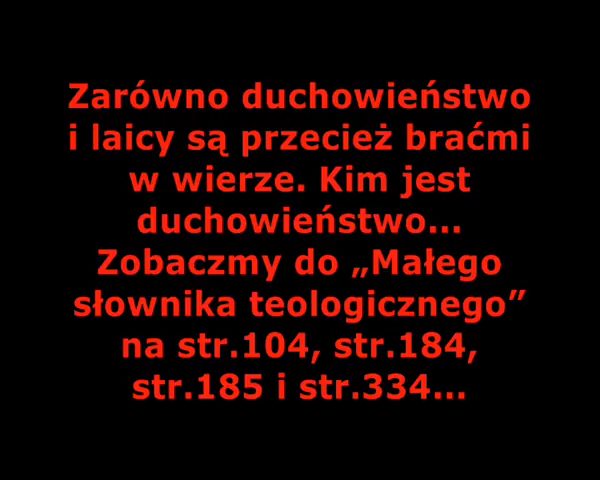 Zarówno duchowieństwo
i laicy są przecież braćmi
w wierze. Kim jest
duchowieństwo...
Zobaczmy do „Małego
słownika teologicznego”
na str.104, str.184,
str.185 i str.334...